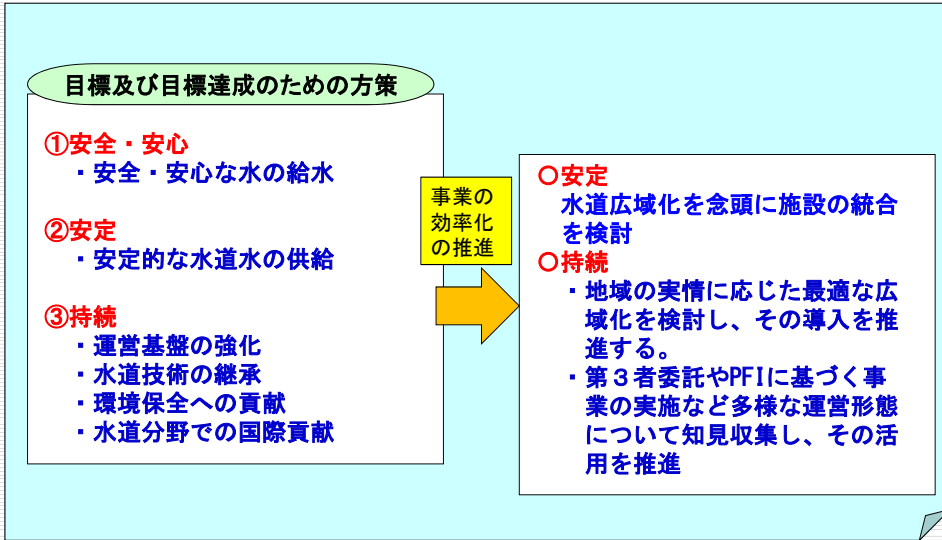 目標及び目標達成のための方策
①安全・安心
・安全・安心な水の給水
②安定
・安定的な水道水の供給
③持続
・運営基盤の強化
・水道技術の継承
・環境保全への貢献
・水道分野での国際貢献
事業の
効率化
の推進
○安定
水道広域化を念頭に施設の統合
を検討
○持続
・地域の実情に応じた最適な広
域化を検討し、その導入を推
進する。
・第３者委託やPFIに基づく事
業の実施など多様な運営形態
について知見収集し、その活
用を推進